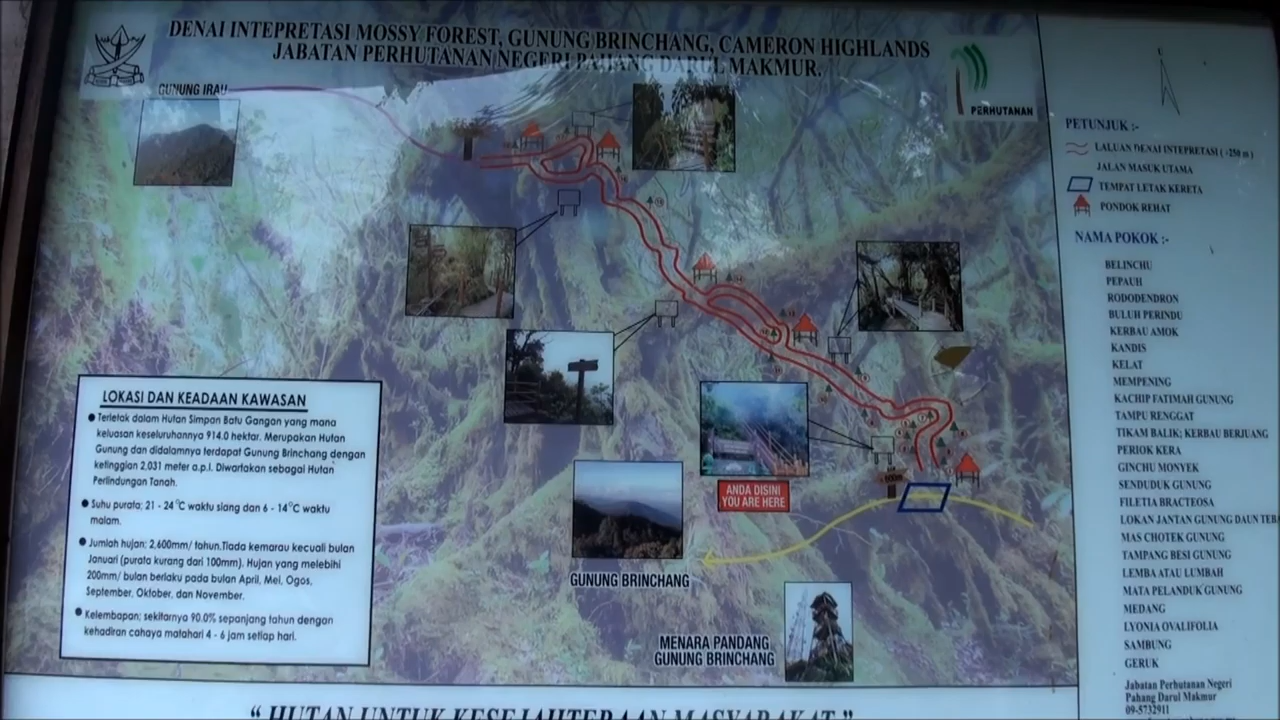 DENAI INTEPRETASI MOSSY FOREST, GUNUNG BRINCHANG, CAMERON HIGHLANDS
JABATAN PERHUTANAN NEGERI PAHANG DARUL MAKMUR.
PERHUTANAN
GUNUNG IRAU
LOKASI DAN KEADAAN KAWASAN
Terletak dalam Hutan Simpan Batu Gangan yang mana
keluasan keseluruhannya 914.0 hektar. Merupakan Hutan
Gunung dan didalamnya terdapat Gunung Brinchang dengan
ketinggian 2,031 meter a.p.l. Diwartakan sebagai Hutan
Perlindungan Tanah.
Suhu purata; 21 - 24 °C waktu siang dan 6 - 14°C waktu
malam.
Jumlah hujan; 2,600mm/ tahun.Tiada kemarau kecuali bulan
Januari (purata kurang dari 100mm). Hujan yang melebihi
200mm/ bulan berlaku pada bulan April, Mei, Ogos,
September, Oktober, dan November.
Kelembapan; sekitarnya 90.0% sepanjang tahun dengan
kehadiran cahaya matahari 4 - 6 jam setiap hari.
ANDA DISINI
YOU ARE HERE
GUNUNG BRINCHANG
MENARA PANDANG
GUNUNG BRINCHANG
PETUNJUK :-
LALUAN DENAI INTEPRETASI
JALAN MASUK UTAMA
TEMPAT LETAK KERETA
PONDOK REHAT
NAMA POKOK :-
BELINCHU
PEPAUH
RODODENDRON
BULUH PERINDU
KERBAU AMOK
KANDIS
KELAT
MEMPENING
KACHIP FATIMAH GUNUNG
TAMPU RENGGAT
TIKAM BALIK; KERBAU BERJUANG
PERIOK KERA
GINCHU MONYEK
SENDUDUK GUNUNG
FILETIA BRACTEOSA
LOKAN JANTAN GUNUNG DAUN TEB
MAS CHOTEK GUNUNG
TAMPANG BESI GUNUNG
LEMBA ATAU LUMBAH
MATA PELANDUK GUNUNG
MEDANG
LYONIA OVALIFOLIA
SAMBUNG
GERUK
Jabatan Perhutanan Negeri
Pahang Darul Makmur
09-5732911
“ HUTAN UNTUK KESEJAHTERAAN MASYARAKAT ”